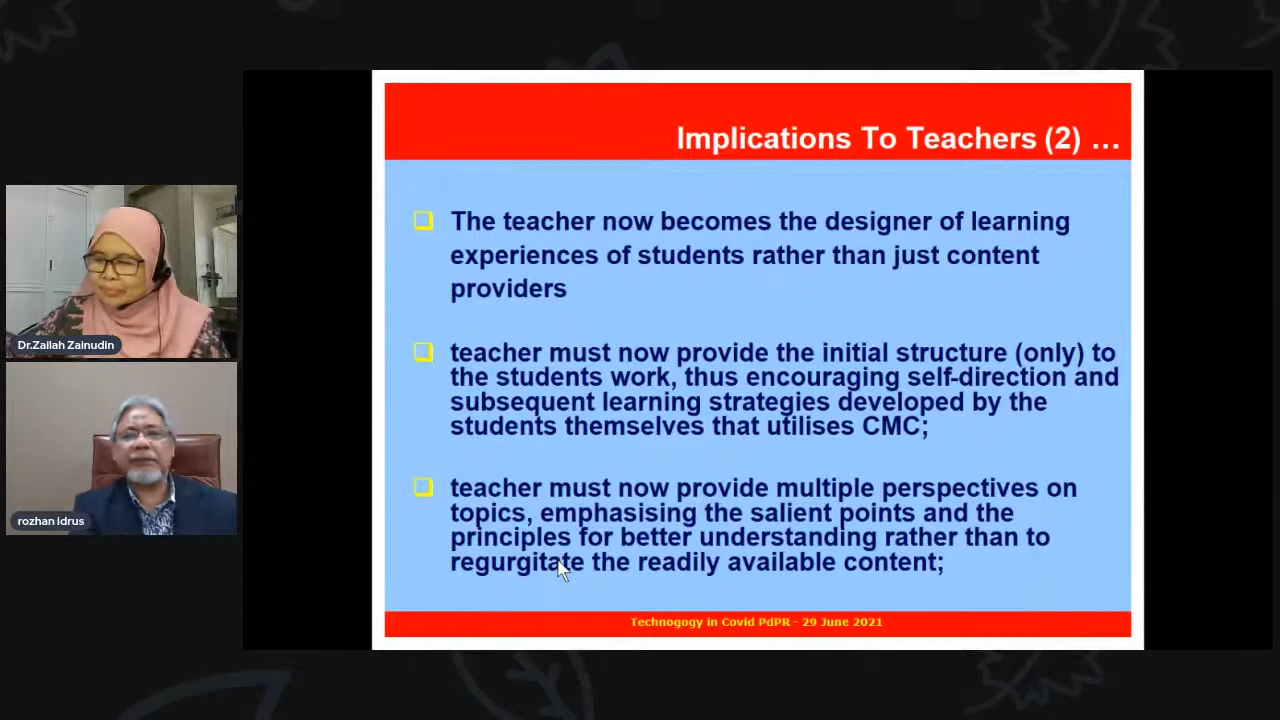 Implications To Teachers (2) ...
The teacher now becomes the designer of learning
experiences of students rather than just content
providers
teacher must now provide the initial structure (only) to
the students work, thus encouraging self-direction and
subsequent learning strategies developed by the
students themselves that utilises CMC;
teacher must now provide multiple perspectives on
topics, emphasising the salient points and the
principles for better understanding rather than to
regurgitate the readily available content;
Technogogy in Covid PdPR - 29 June 2021
Dr.Zailah Zainudin
rozhan idrus